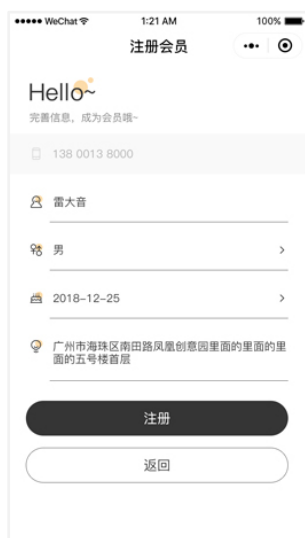 WeChat
1:21 AM
100%
注册会员
Hello~
完善信息，成为会员哦~
138 0013 8000
雷大音
男
2018-12-25
广州市海珠区南田路凤凰创意园里面的里面的里
面的五号楼首层
注册
返回